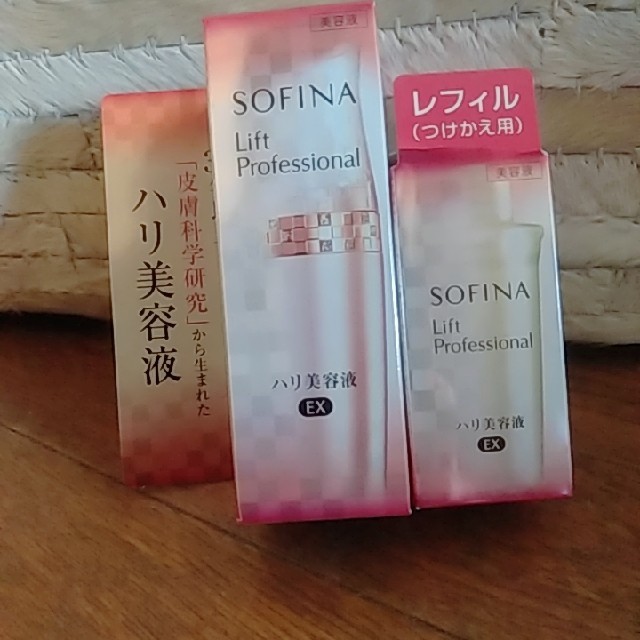 「皮膚科学研究」から生まれた
ハリ美容液
美容液
SOFINA
Lift
Professional
ハリ美容液
EX
レフィル
(つけかえ用)
美容液
SOFINA
Lift
Professional
ハリ美容液
EX